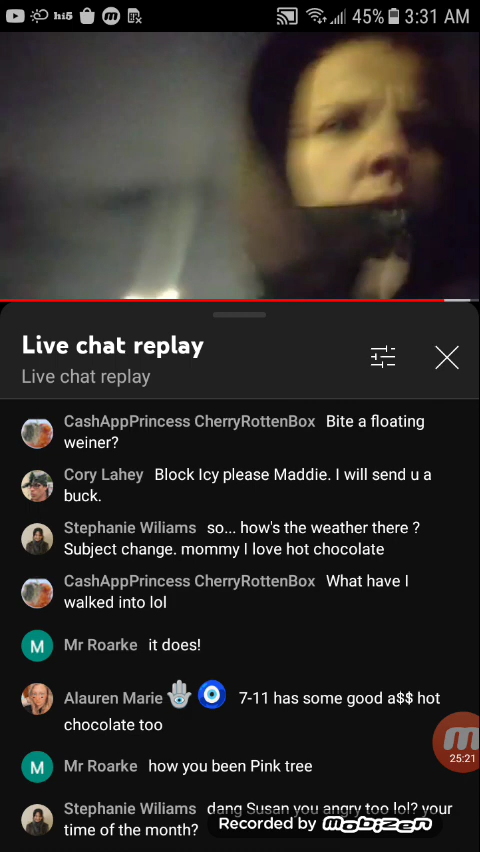 hi5
45%
3:31 AM
Live chat replay
Live chat replay
CashAppPrincess CherryRottenBox Bite a floating
weiner?
Cory Lahey Block Icy please Maddie. I will send u a
buck.
Stephanie Wiliams so... how's the weather there ?
Subject change. mommy I love hot chocolate
CashAppPrincess CherryRottenBox What have I
walked into lol
M Mr Roarke it does!
Alauren Marie 7-11 has some good a$$ hot
chocolate too
M Mr Roarke how you been Pink tree
25:21
Stephanie Wiliams dang Susan you angry too lol? your
time of the month?
Recorded by mobizen